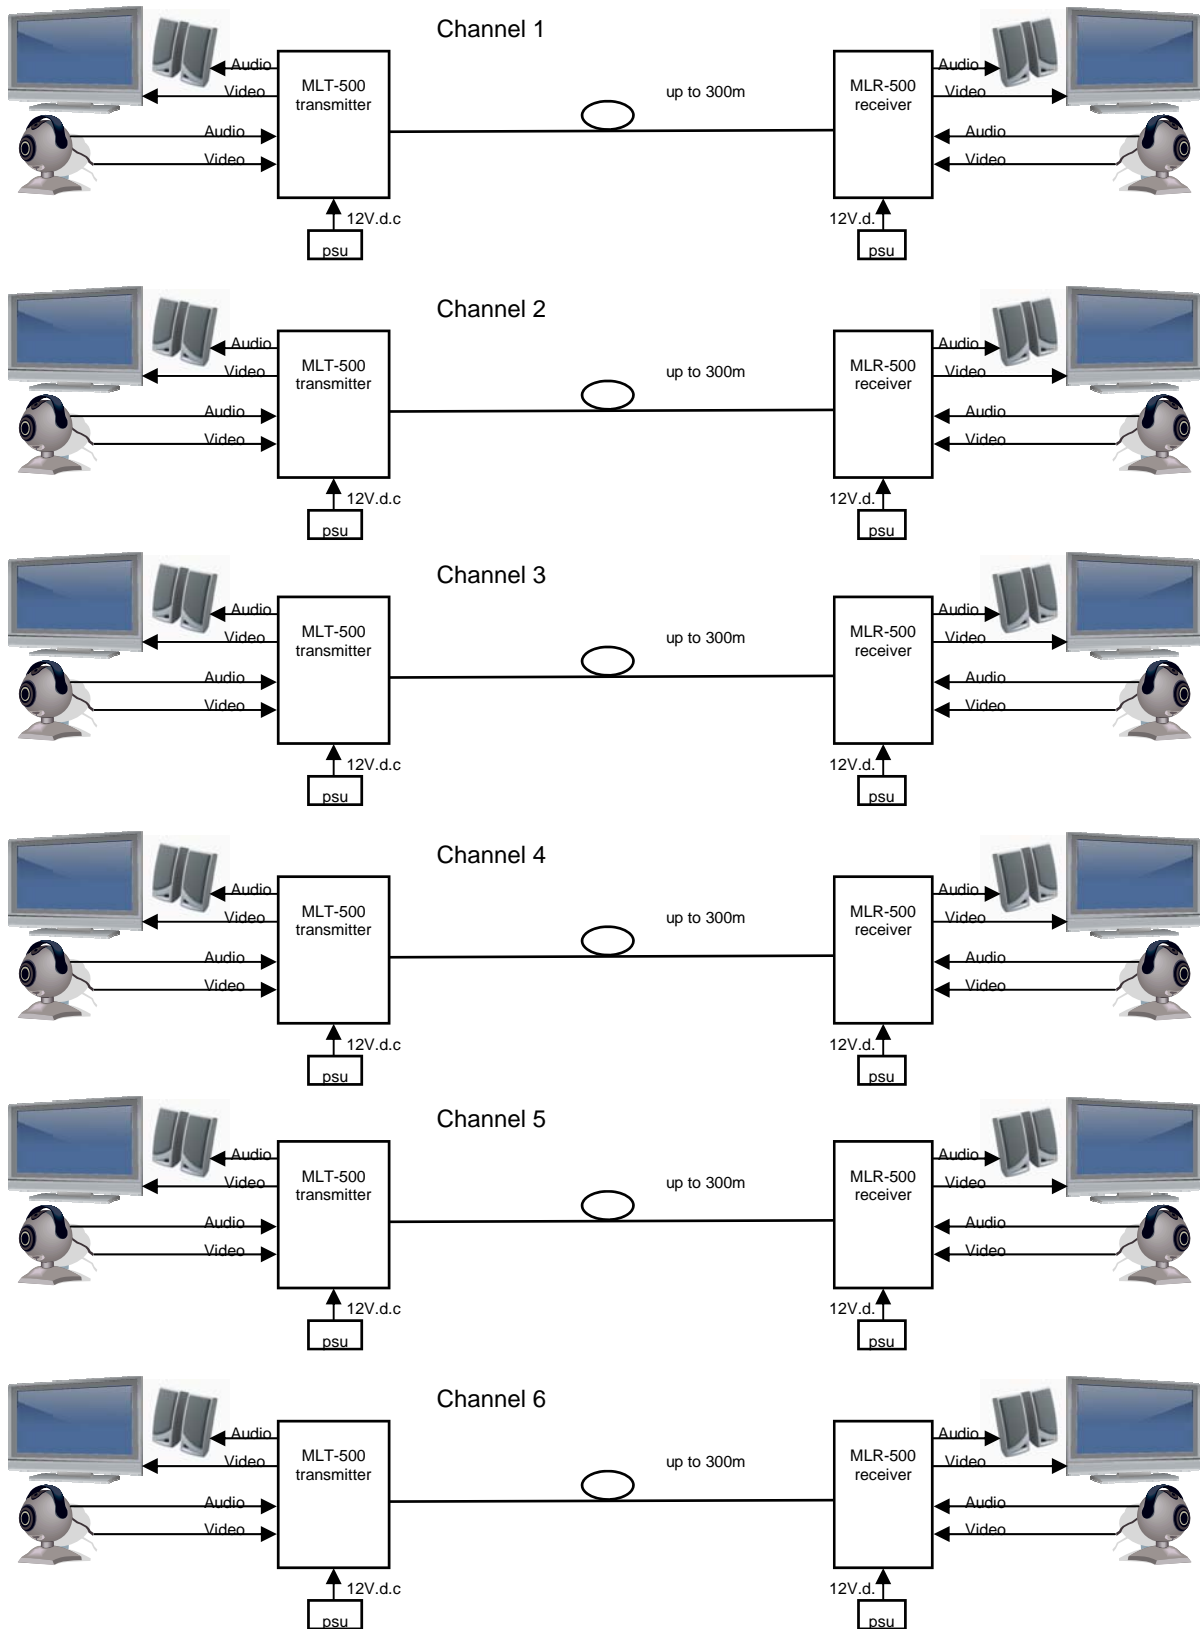 Channel 1
Audio
MLT-500
transmitter
up to 300m
MLR-500
receiver
Audio
Video
Video
Audio
Audio
Video
Video
12V.d.c
12V.d.
psu
psu
Channel 2
Audio
MLT-500
transmitter
up to 300m
MLR-500
receiver
Audio
Video
Video
Audio
Audio
Video
Video
12V.d.c
12V.d.
psu
psu
Channel 3
Audio
MLT-500
transmitter
up to 300m
MLR-500
receiver
Audio
Video
Video
Audio
Audio
Video
Video
12V.d.c
12V.d.
psu
psu
Channel 4
Audio
MLT-500
transmitter
up to 300m
MLR-500
receiver
Audio
Video
Video
Audio
Audio
Video
Video
12V.d.c
12V.d.
psu
psu
Channel 5
Audio
MLT-500
transmitter
up to 300m
MLR-500
receiver
Audio
Video
Video
Audio
Audio
Video
Video
12V.d.c
12V.d.
psu
psu
Channel 6
Audio
MLT-500
transmitter
up to 300m
MLR-500
receiver
Audio
Video
Video
Audio
Audio
Video
Video
12V.d.c
12V.d.
psu
psu